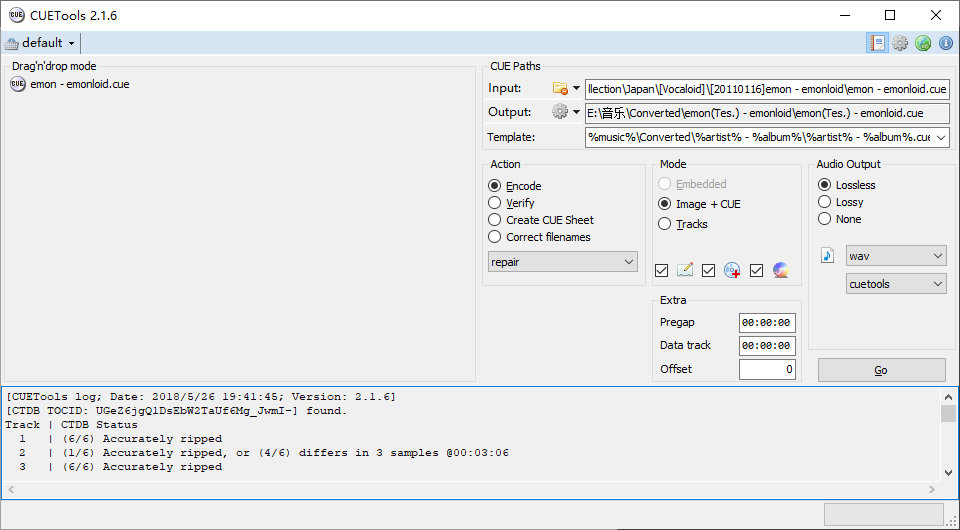 CUETools 2.1.6
default
Drag'n'drop mode
emon - emonloid.cue
CUE Paths
Input:
llection\Japan\[Vocaloid]\[20110116]emon - emonloid\emon - emonloid.cue
Output:
E:\音乐\Converted\emon(Tes.) - emonloid\emon(Tes.) - emonloid.cue
Template:
%music%\Converted\%artist% - %album%\%artist% - %album%.cue
Action
Encode
Verify
Create CUE Sheet
Correct filenames
repair
Mode
Embedded
Image + CUE
Tracks
Extra
Pregap
00:00:00
Data track
00:00:00
Offset
0
Audio Output
Lossless
Lossy
None
wav
cuetools
Go
[CUETools log; Date: 2018/5/26 19:41:45; Version: 2.1.6]
[CTDB TOCID: UGeZ6jgQlDsEbW2TaUf6Mg_JwmI-] found.
Track | CTDB Status
1 | (6/6) Accurately ripped
2 | (1/6) Accurately ripped, or (4/6) differs in 3 samples @00:03:06
3 | (6/6) Accurately ripped